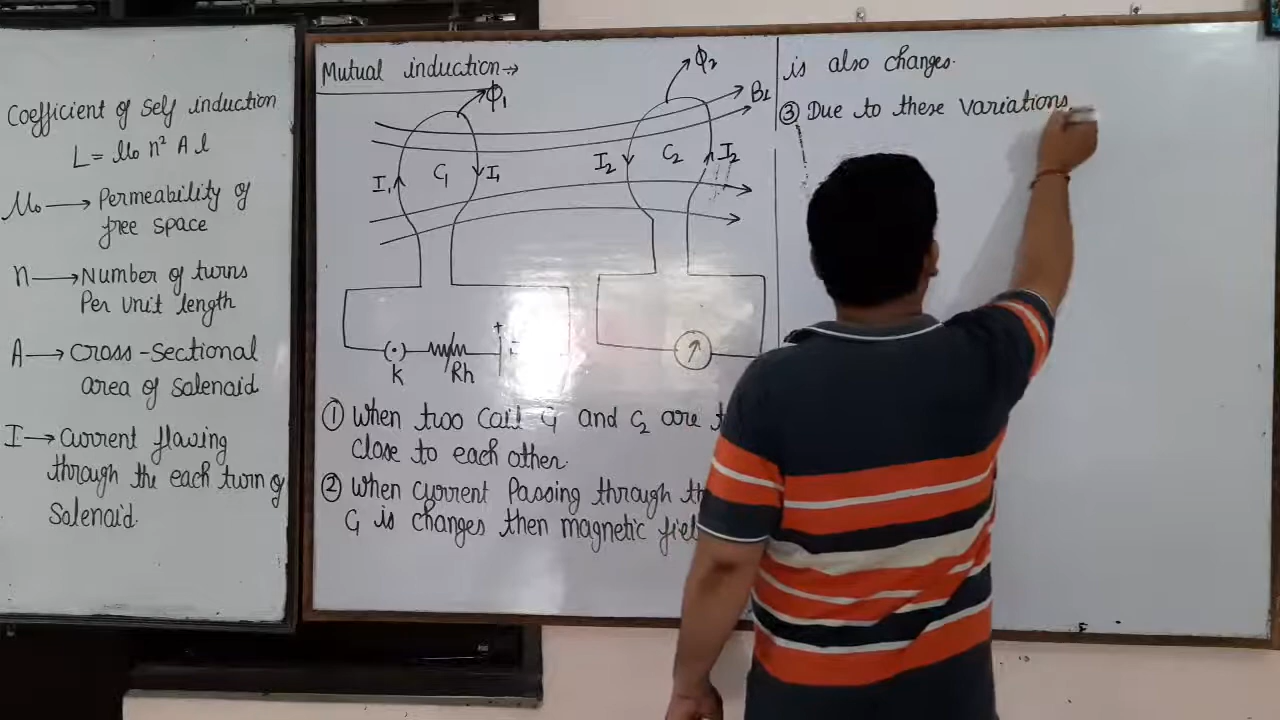 Coefficient of Self induction
L = μ₀ n² A l
μ₀ → Permeability of
free space
n → Number of turns
Per unit length
A → cross-Sectional
area of Solenoid
I → Current flowing
through the each turn of
Solenoid.
Mutual induction →
ϕ₁
ϕ₂
B₁
I₁
C₁
I₁
I₂
C₂
I₂
K
Rh
+
① When two Coil C₁ and C₂ are
close to each other.
② When current Passing through
C₁ is changes then magnetic
is also changes.
③ Due to these variations